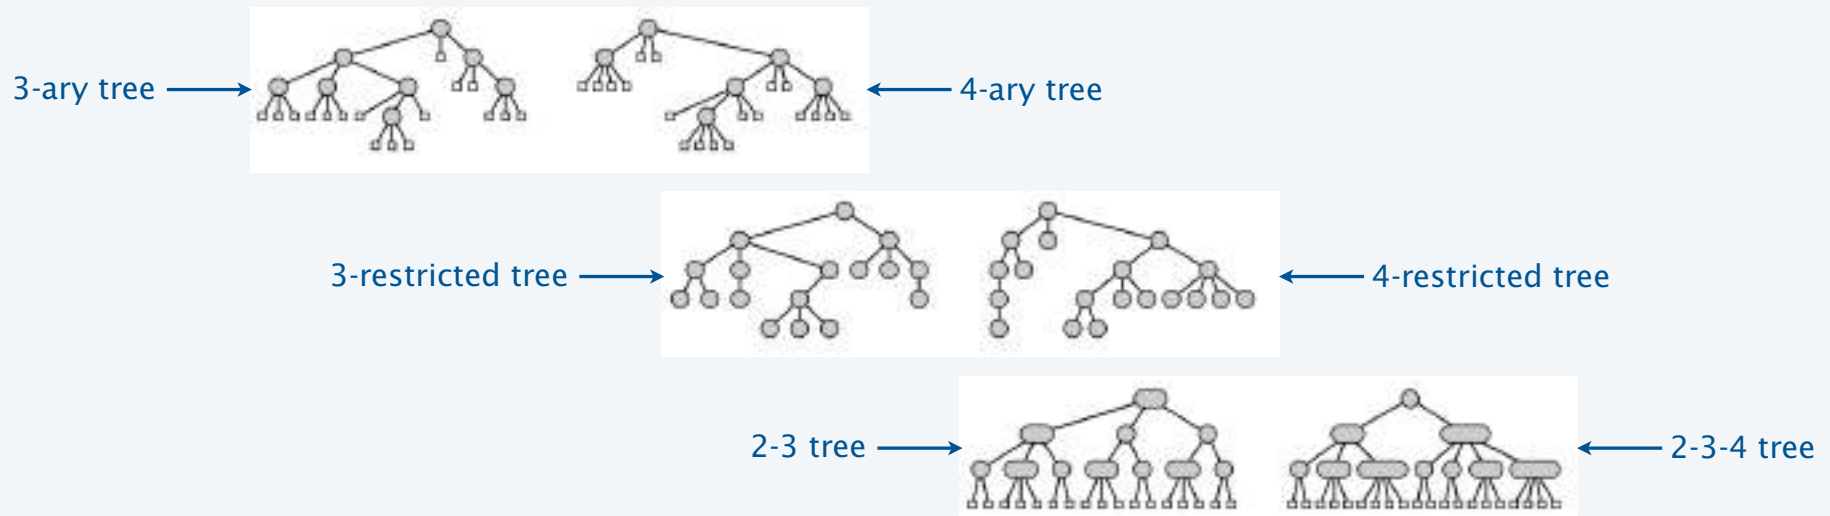 3-ary tree
4-ary tree
3-restricted tree
4-restricted tree
2-3 tree
2-3-4 tree